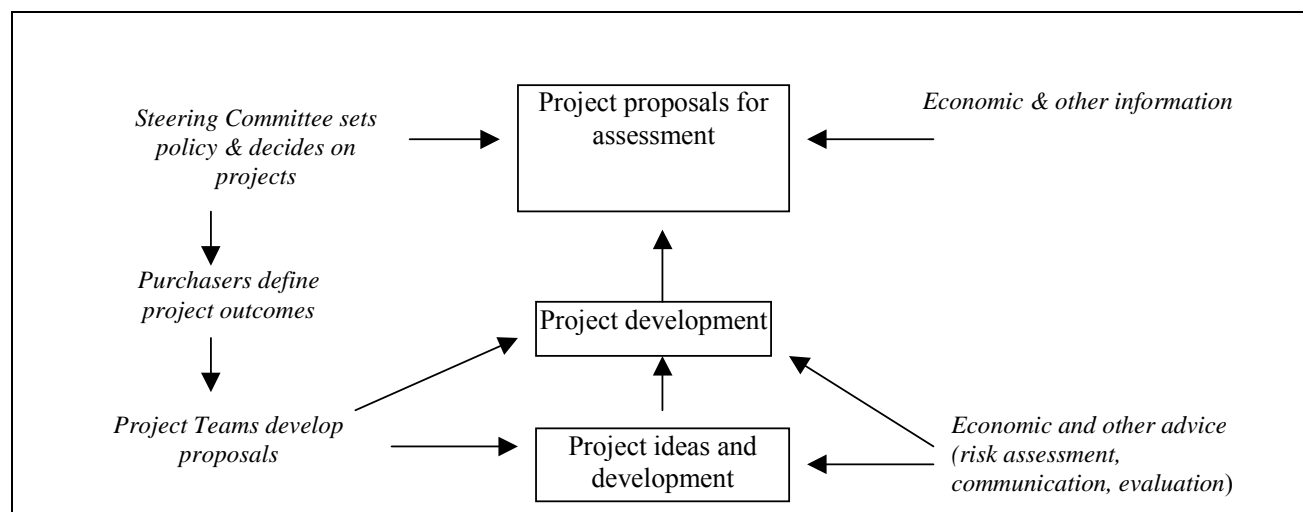 Project proposals for
assessment
Economic & other information
Steering Committee sets
policy & decides on
projects
Purchasers define
project outcomes
Project development
Project Teams develop
proposals
Project ideas and
development
Economic and other advice
(risk assessment,
communication, evaluation)